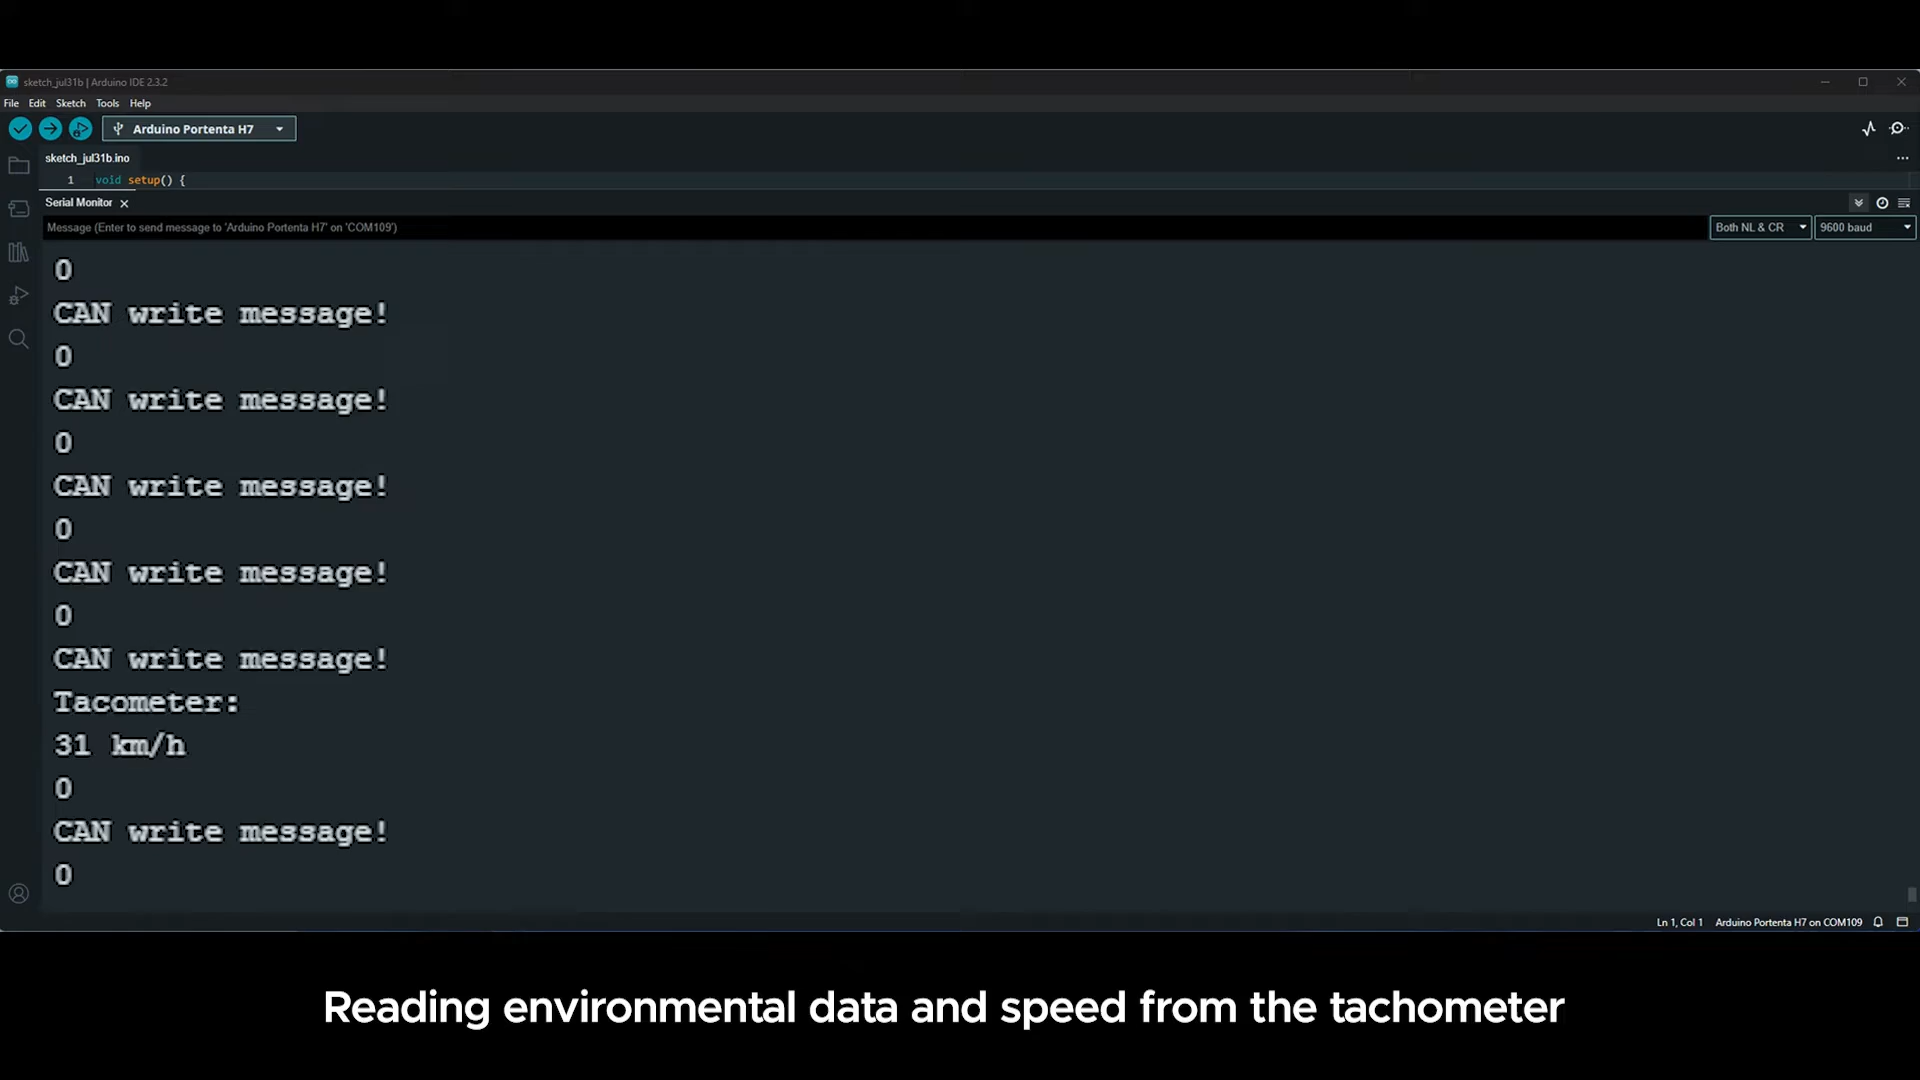 sketch_jul31b | Arduino IDE 2.3.2
File Edit Sketch Tools Help
Arduino Portenta H7
sketch_jul31b.ino
1 void setup() {
Serial Monitor
Message (Enter to send message to 'Arduino Portenta H7' on 'COM109')
Both NL & CR
9600 baud
0
CAN write message!
0
CAN write message!
0
CAN write message!
0
CAN write message!
0
CAN write message!
Tacometer:
31 km/h
0
CAN write message!
0
Ln 1, Col 1 Arduino Portenta H7 on COM109
Reading environmental data and speed from the tachometer